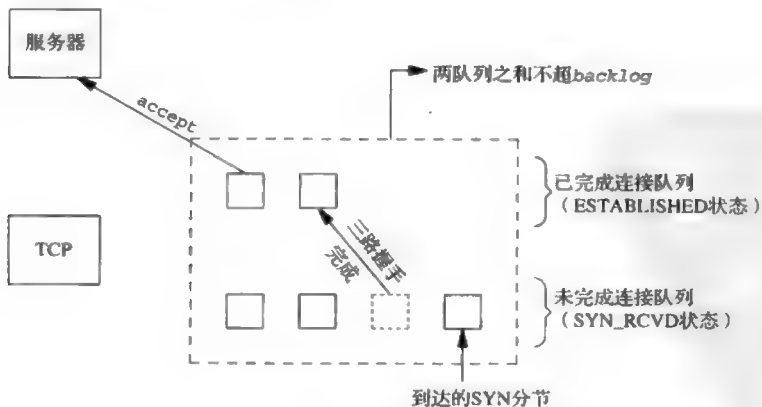 服务器
两队列之和不超backlog
accept
已完成连接队列
（ESTABLISHED状态）
三路握手
完成
TCP
未完成连接队列
（SYN_RCVD状态）
到达的SYN分节